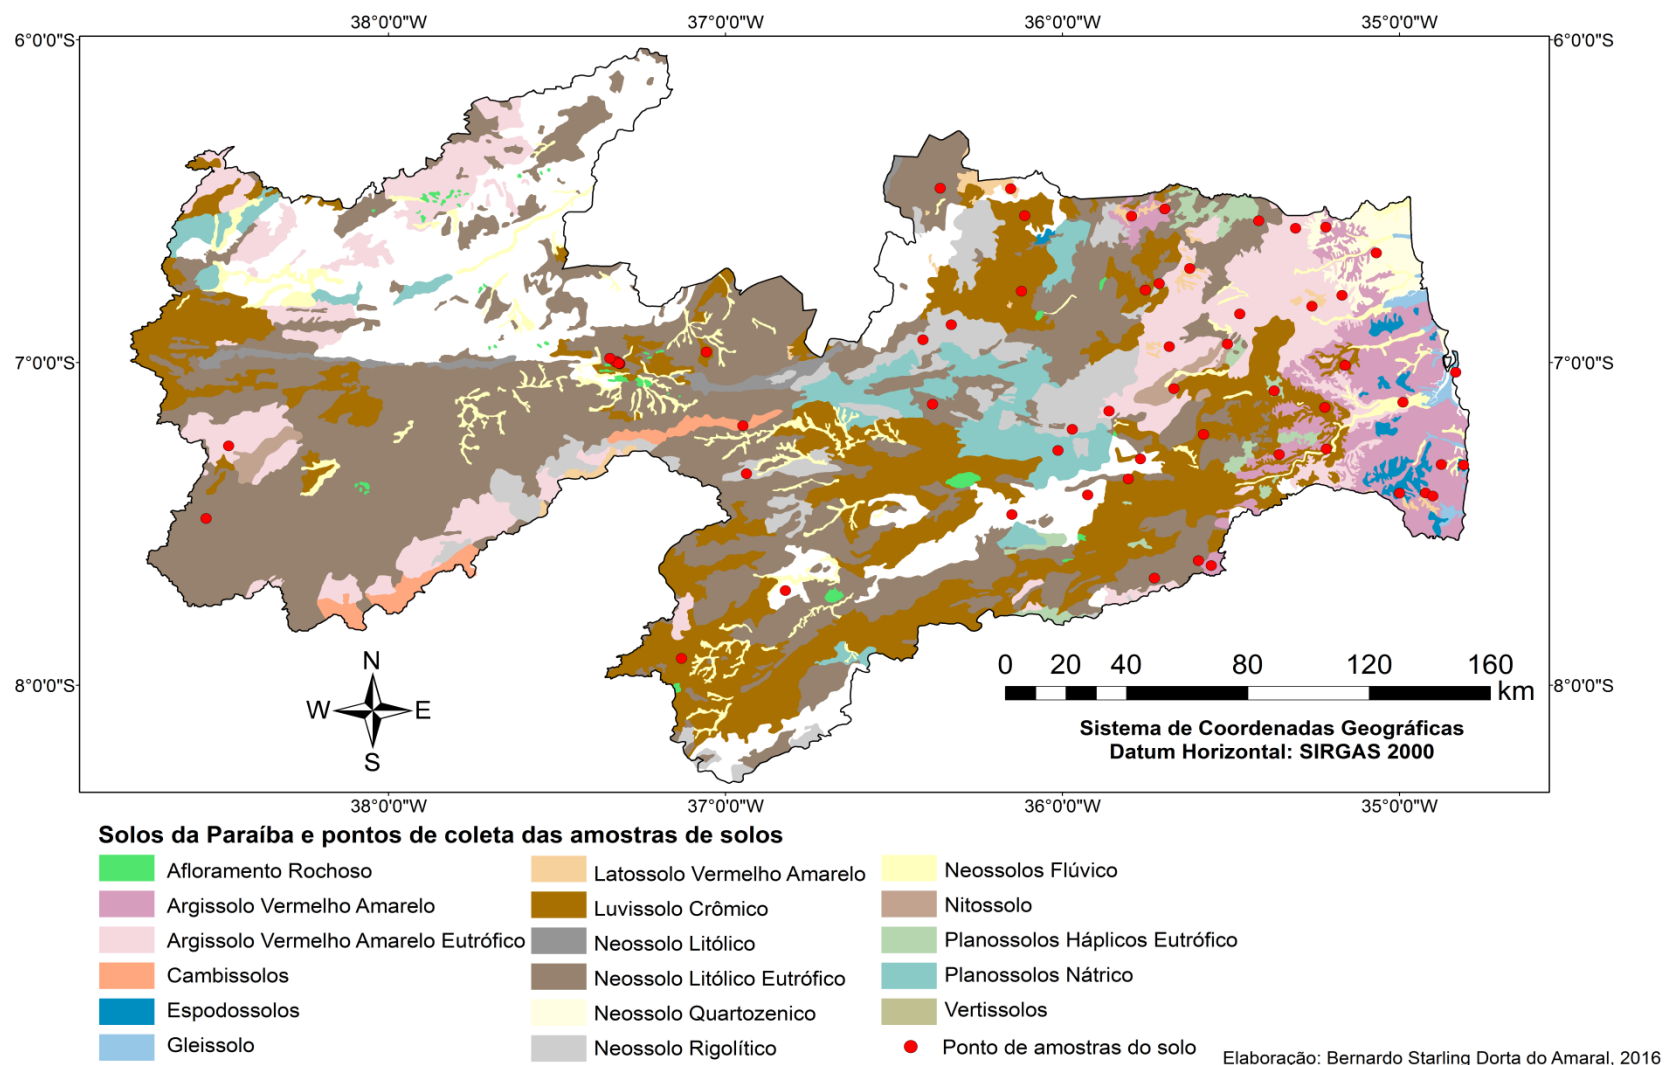 38°0'0"W 37°0'0"W 36°0'0"W 35°0'0"W
6°0'0"S 6°0'0"S
7°0'0"S 7°0'0"S
N
W E
S
0 20 40 80 120 160
km
8°0'0"S 8°0'0"S
Sistema de Coordenadas Geográficas
Datum Horizontal: SIRGAS 2000
38°0'0"W 37°0'0"W 36°0'0"W 35°0'0"W
Solos da Paraíba e pontos de coleta das amostras de solos
Afloramento Rochoso
Argissolo Vermelho Amarelo
Argissolo Vermelho Amarelo Eutrófico
Cambissolos
Espodossolos
Gleissolo
Latossolo Vermelho Amarelo
Luvissolo Crômico
Neossolo Litólico
Neossolo Litólico Eutrófico
Neossolo Quartozenico
Neossolo Rigolítico
Neossolos Flúvico
Nitossolo
Planossolos Háplicos Eutrófico
Planossolos Nátrico
Vertissolos
Ponto de amostras do solo
Elaboração: Bernardo Starling Dorta do Amaral, 2016